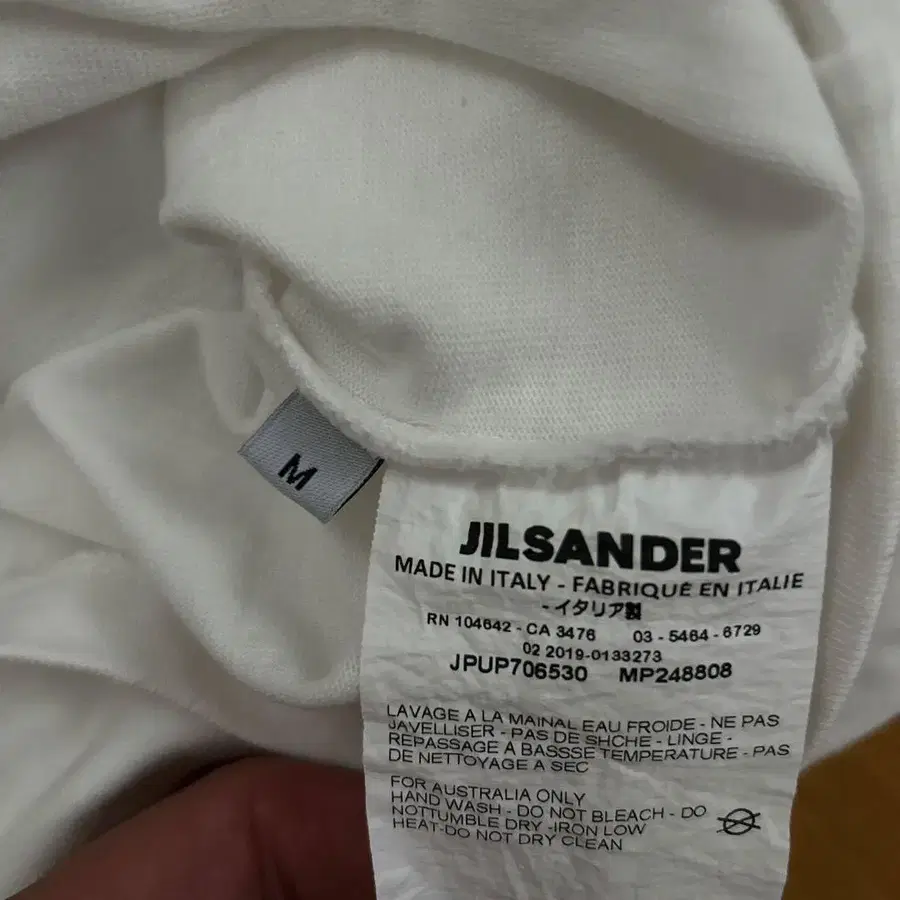 M
JILSANDER
MADE IN ITALY - FABRIQUÉ EN ITALIE
- イタリア製
RN 104642 - CA 3476 03 - 5464 - 6729
02 2019-0133273
JPUP706530 MP248808
LAVAGE A LA MAINAL EAU FROIDE - NE PAS
JAVELLISER - PAS DE SHCHE - LINGE -
REPASSAGE À BASSSE TEMPERATURE - PAS
DE NETTOYAGE A SEC
FOR AUSTRALIA ONLY
HAND WASH - DO NOT BLEACH - DO
NOTTUMBLE DRY -IRON LOW
HEAT-DO NOT DRY CLEAN